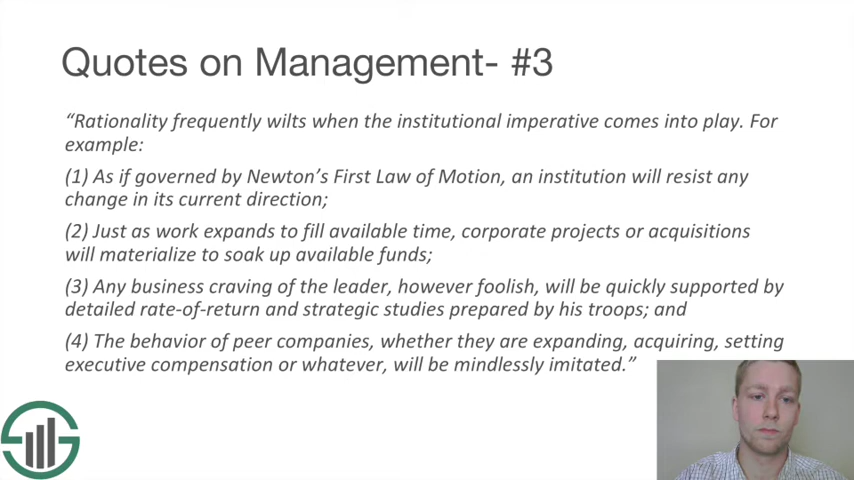 Quotes on Management- #3
“Rationality frequently wilts when the institutional imperative comes into play. For
example:
(1) As if governed by Newton’s First Law of Motion, an institution will resist any
change in its current direction;
(2) Just as work expands to fill available time, corporate projects or acquisitions
will materialize to soak up available funds;
(3) Any business craving of the leader, however foolish, will be quickly supported by
detailed rate-of-return and strategic studies prepared by his troops; and
(4) The behavior of peer companies, whether they are expanding, acquiring, setting
executive compensation or whatever, will be mindlessly imitated.”